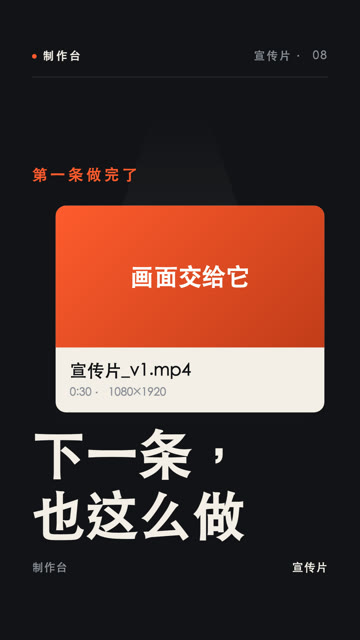 制作台
宣传片 · 08
第一条做完了
画面交给它
宣传片_v1.mp4
0:30 · 1080×1920
下一条，
也这么做
制作台
宣传片